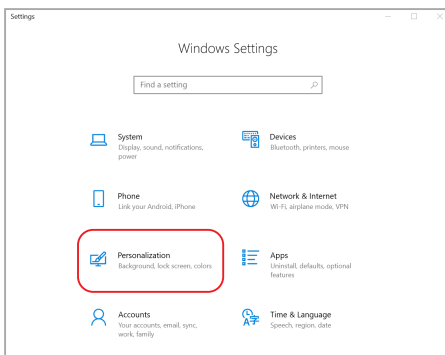 Settings
Windows Settings
Find a setting
System
Display, sound, notifications,
power
Devices
Bluetooth, printers, mouse
Phone
Link your Android, iPhone
Network & Internet
Wi-Fi, airplane mode, VPN
Personalization
Background, lock screen, colors
Apps
Uninstall, defaults, optional
features
Accounts
Your accounts, email, sync,
work, family
Time & Language
Speech, region, date